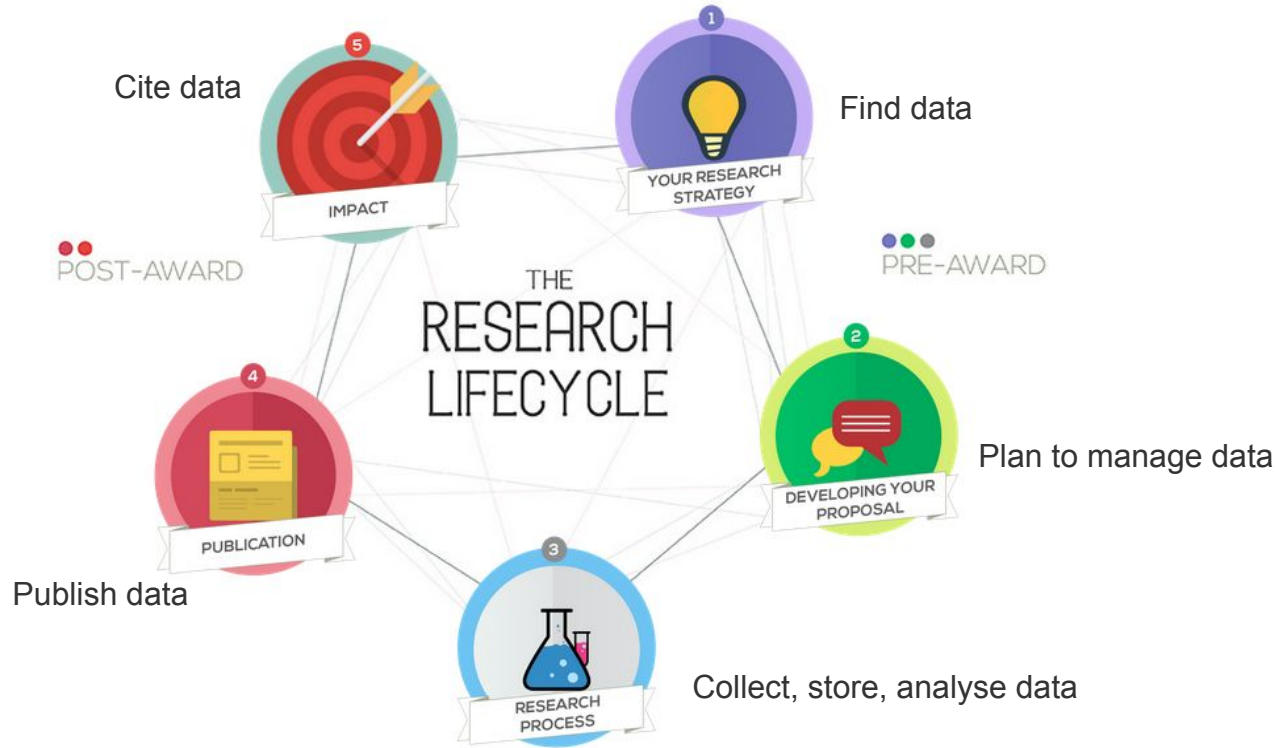 5
Cite data
IMPACT
1
Find data
YOUR RESEARCH
STRATEGY
POST-AWARD
PRE-AWARD
THE
RESEARCH
LIFECYCLE
2
Plan to manage data
DEVELOPING YOUR
PROPOSAL
4
PUBLICATION
Publish data
3
RESEARCH
PROCESS
Collect, store, analyse data